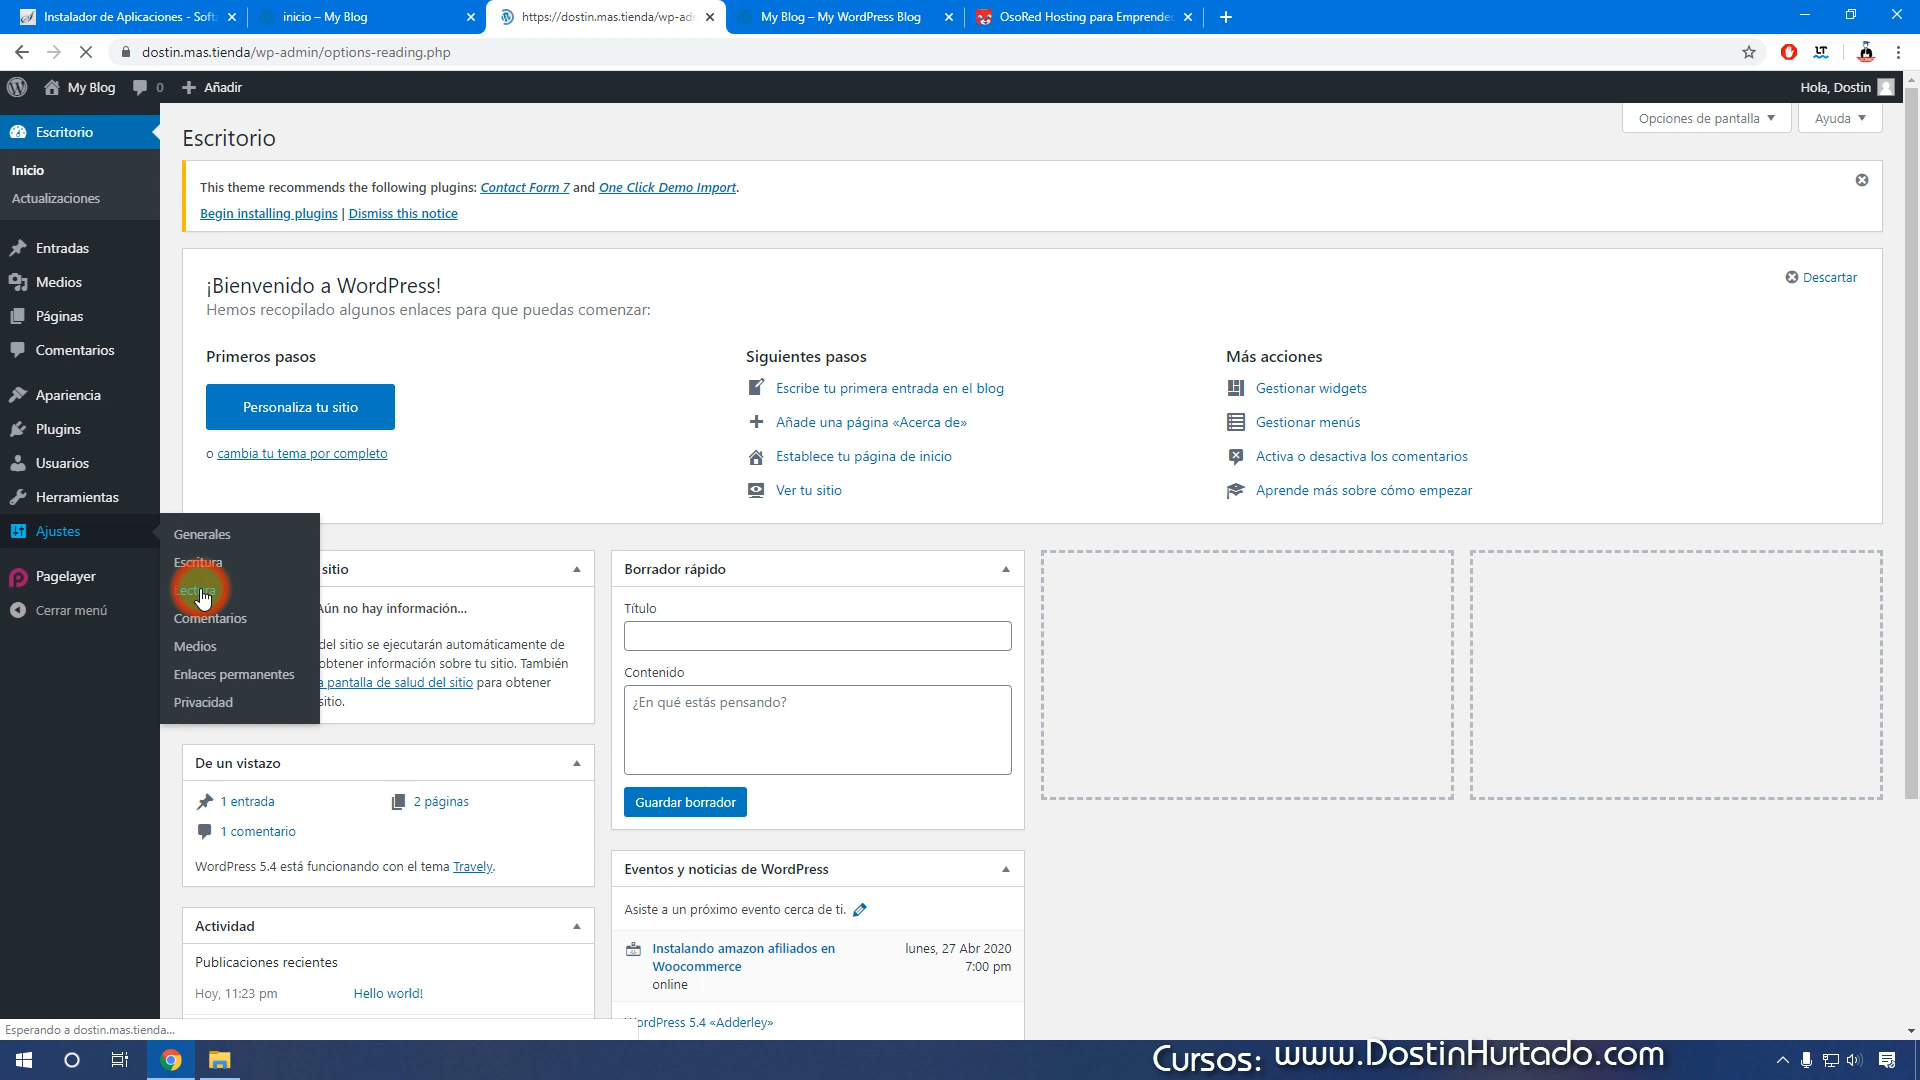 Instalador de Aplicaciones - Soft
inicio – My Blog
https://dostin.mas.tienda/wp-ad
My Blog – My WordPress Blog
OsoRed Hosting para Emprended
dostin.mas.tienda/wp-admin/options-reading.php
My Blog
0
Añadir
Hola, Dostin
Escritorio
Inicio
Actualizaciones
Entradas
Medios
Páginas
Comentarios
Apariencia
Plugins
Usuarios
Herramientas
Ajustes
Pagelayer
Cerrar menú
Generales
Escritura
Lectura
Comentarios
Medios
Enlaces permanentes
Privacidad
Escritorio
Opciones de pantalla
Ayuda
This theme recommends the following plugins: Contact Form 7 and One Click Demo Import.
Begin installing plugins | Dismiss this notice
¡Bienvenido a WordPress!
Descartar
Hemos recopilado algunos enlaces para que puedas comenzar:
Primeros pasos
Personaliza tu sitio
o cambia tu tema por completo
Siguientes pasos
Escribe tu primera entrada en el blog
Añade una página «Acerca de»
Establece tu página de inicio
Ver tu sitio
Más acciones
Gestionar widgets
Gestionar menús
Activa o desactiva los comentarios
Aprende más sobre cómo empezar
sitio
Aún no hay información...
del sitio se ejecutarán automáticamente de
obtener información sobre tu sitio. También
a pantalla de salud del sitio para obtener
sitio.
De un vistazo
1 entrada
2 páginas
1 comentario
WordPress 5.4 está funcionando con el tema Travely.
Actividad
Publicaciones recientes
Hoy, 11:23 pm
Hello world!
Borrador rápido
Título
Contenido
¿En qué estás pensando?
Guardar borrador
Eventos y noticias de WordPress
Asiste a un próximo evento cerca de ti.
Instalando amazon afiliados en
Woocommerce
online
lunes, 27 Abr 2020
7:00 pm
WordPress 5.4 «Adderley»
Esperando a dostin.mas.tienda...
Cursos: www.DostinHurtado.com